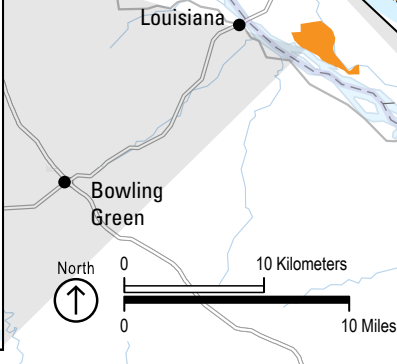 Louisiana
Bowling
Green
North
0
10 Kilometers
0
10 Miles